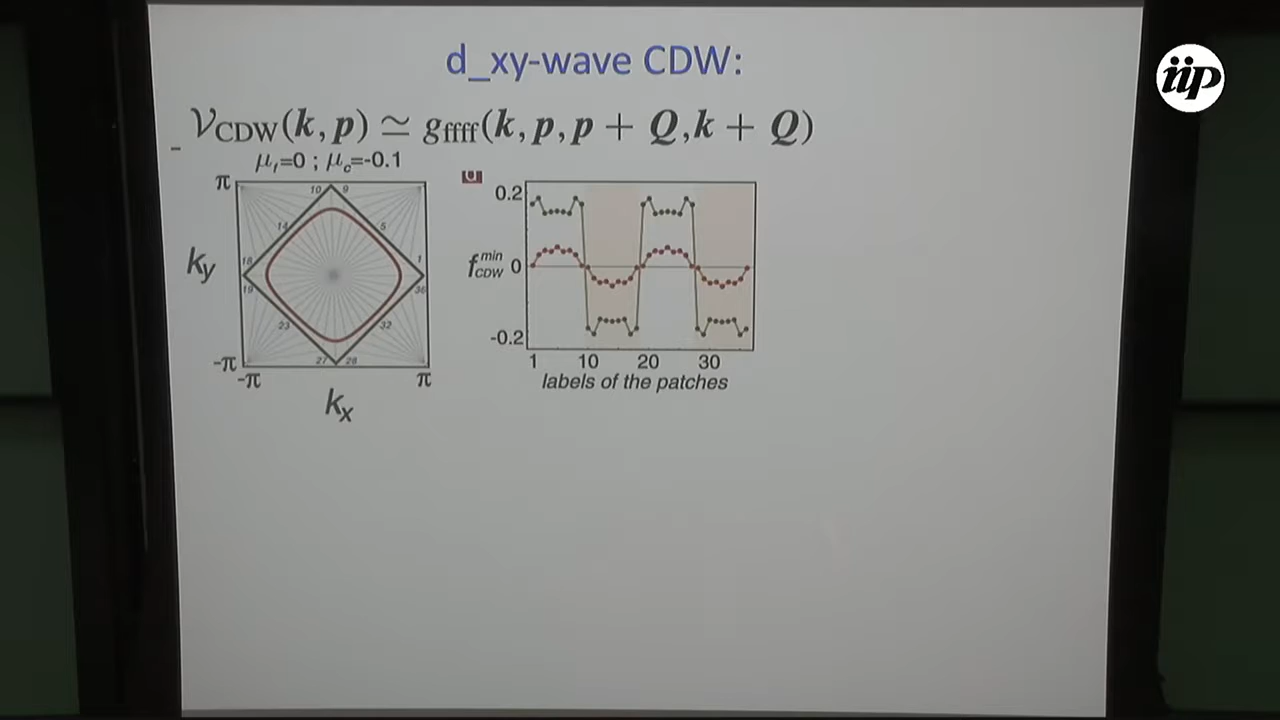 d_xy-wave CDW:
iip
𝒱CDW(k, p) ≃ gffff(k, p, p + Q, k + Q)
μf=0 ; μc=-0.1
π
10 9
14 5
18 1
19 36
23 32
27 28
ky
-π
-π π
kx
0.2
f min CDW 0
-0.2
1 10 20 30
labels of the patches